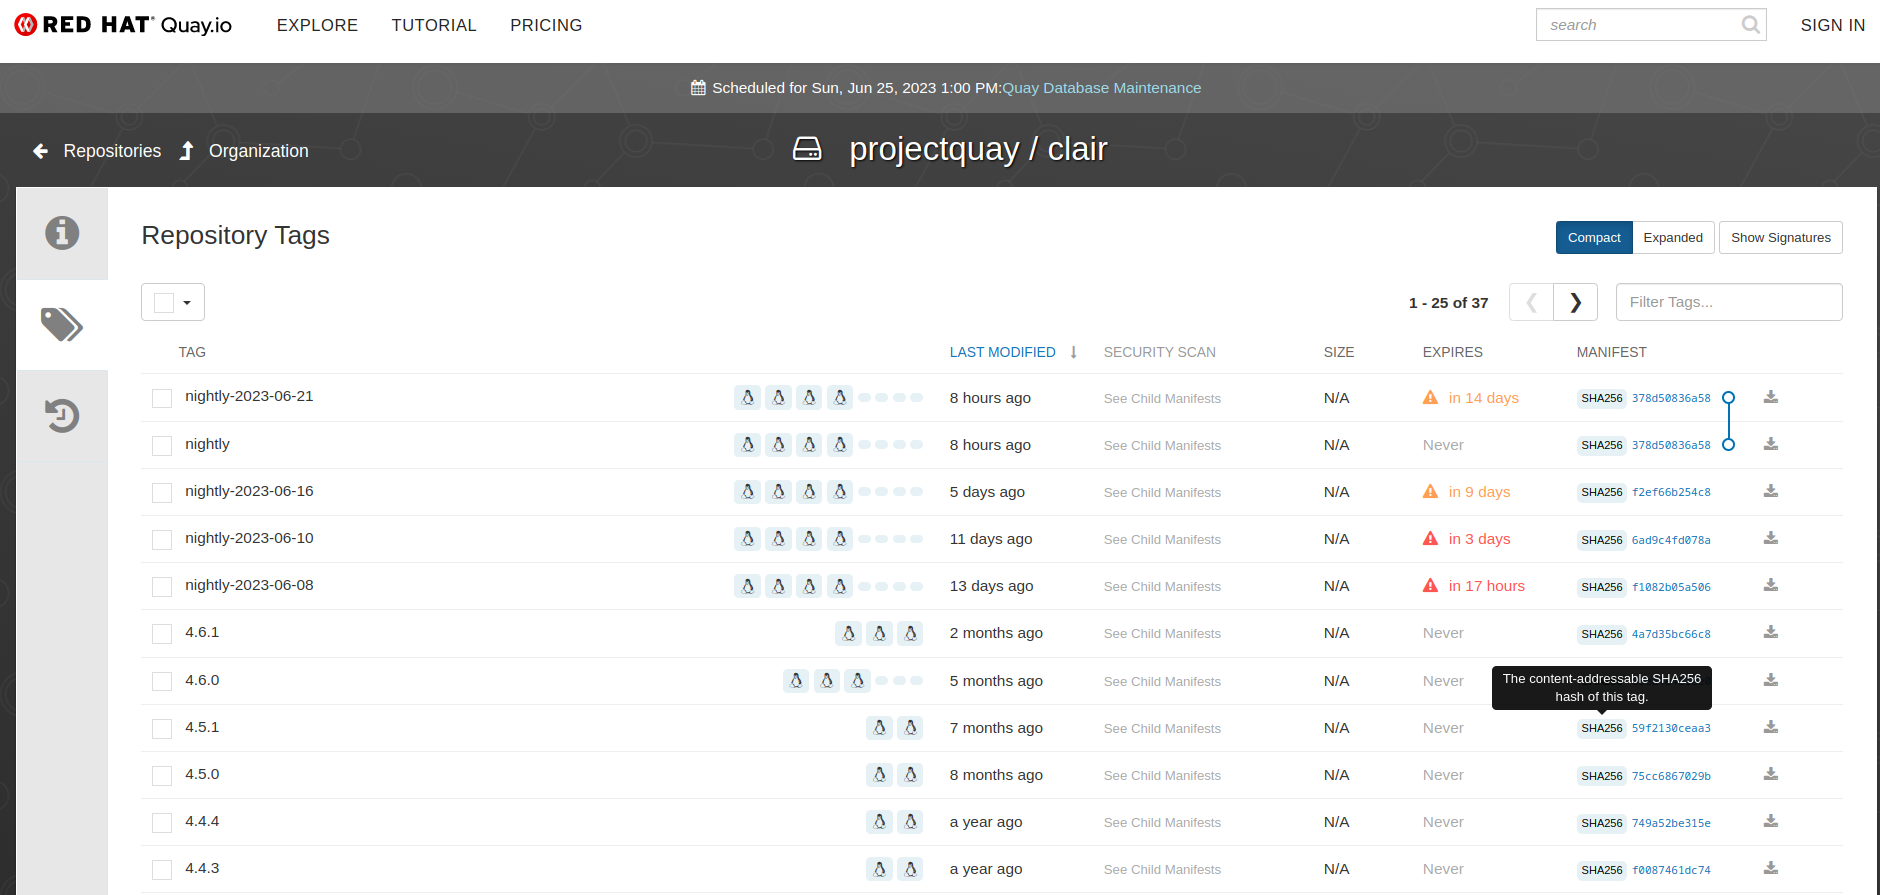 RED HAT Quay.io EXPLORE TUTORIAL PRICING search SIGN IN
Scheduled for Sun, Jun 25, 2023 1:00 PM:Quay Database Maintenance
Repositories Organization projectquay / clair
Repository Tags Compact Expanded Show Signatures
1 - 25 of 37 Filter Tags...
TAG LAST MODIFIED SECURITY SCAN SIZE EXPIRES MANIFEST
nightly-2023-06-21 8 hours ago See Child Manifests N/A in 14 days SHA256 378d50836a58
nightly 8 hours ago See Child Manifests N/A Never SHA256 378d50836a58
nightly-2023-06-16 5 days ago See Child Manifests N/A in 9 days SHA256 f2ef66b254c8
nightly-2023-06-10 11 days ago See Child Manifests N/A in 3 days SHA256 6ad9c4fd078a
nightly-2023-06-08 13 days ago See Child Manifests N/A in 17 hours SHA256 f1082b05a506
4.6.1 2 months ago See Child Manifests N/A Never SHA256 4a7d35bc66c8
4.6.0 5 months ago See Child Manifests N/A Never
The content-addressable SHA256
hash of this tag.
4.5.1 7 months ago See Child Manifests N/A Never SHA256 59f2130ceaa3
4.5.0 8 months ago See Child Manifests N/A Never SHA256 75cc6867029b
4.4.4 a year ago See Child Manifests N/A Never SHA256 749a52be315e
4.4.3 a year ago See Child Manifests N/A Never SHA256 f0087461dc74